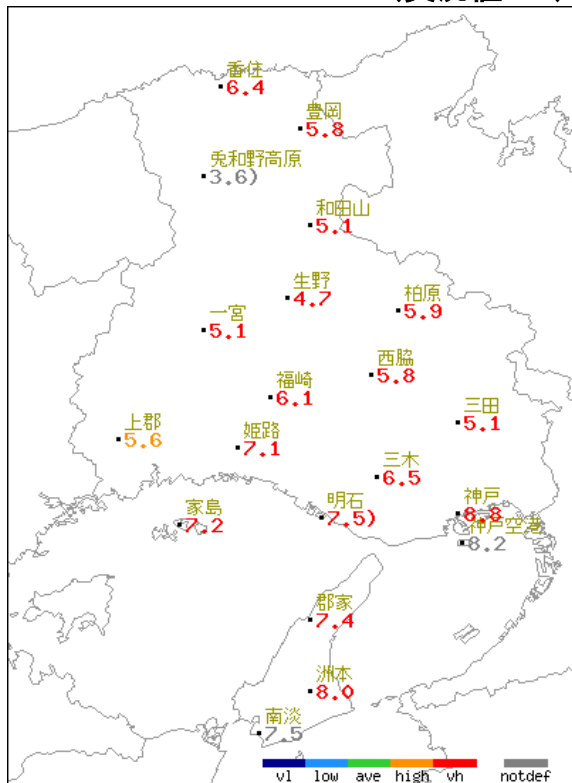 香住
6.4
豊岡
5.8
兎和野高原
3.6)
和田山
5.1
生野
4.7
柏原
5.9
一宮
5.1
西脇
5.8
福崎
6.1
三田
5.1
上郡
5.6
姫路
7.1
三木
6.5
家島
7.2
明石
7.5)
神戸
8.8
神戸空港
8.2
郡家
7.4
洲本
8.0
南淡
7.5
vl low ave high vh notdef